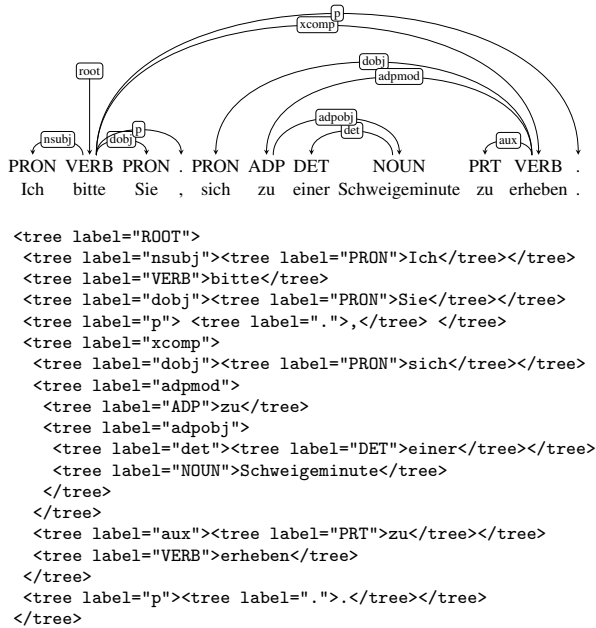 p
xcomp
dobj
root
adpmod
adpobj
p
nsubj dobj det aux
PRON VERB PRON . PRON ADP DET NOUN PRT VERB .
Ich bitte Sie , sich zu einer Schweigeminute zu erheben .
<tree label="ROOT">
<tree label="nsubj"><tree label="PRON">Ich</tree></tree>
<tree label="VERB">bitte</tree>
<tree label="dobj"><tree label="PRON">Sie</tree></tree>
<tree label="p"> <tree label=".">,</tree> </tree>
<tree label="xcomp">
<tree label="dobj"><tree label="PRON">sich</tree></tree>
<tree label="adpmod">
<tree label="ADP">zu</tree>
<tree label="adpobj">
<tree label="det"><tree label="DET">einer</tree></tree>
<tree label="NOUN">Schweigeminute</tree>
</tree>
</tree>
<tree label="aux"><tree label="PRT">zu</tree></tree>
<tree label="VERB">erheben</tree>
</tree>
<tree label="p"><tree label=".">.</tree></tree>
</tree>